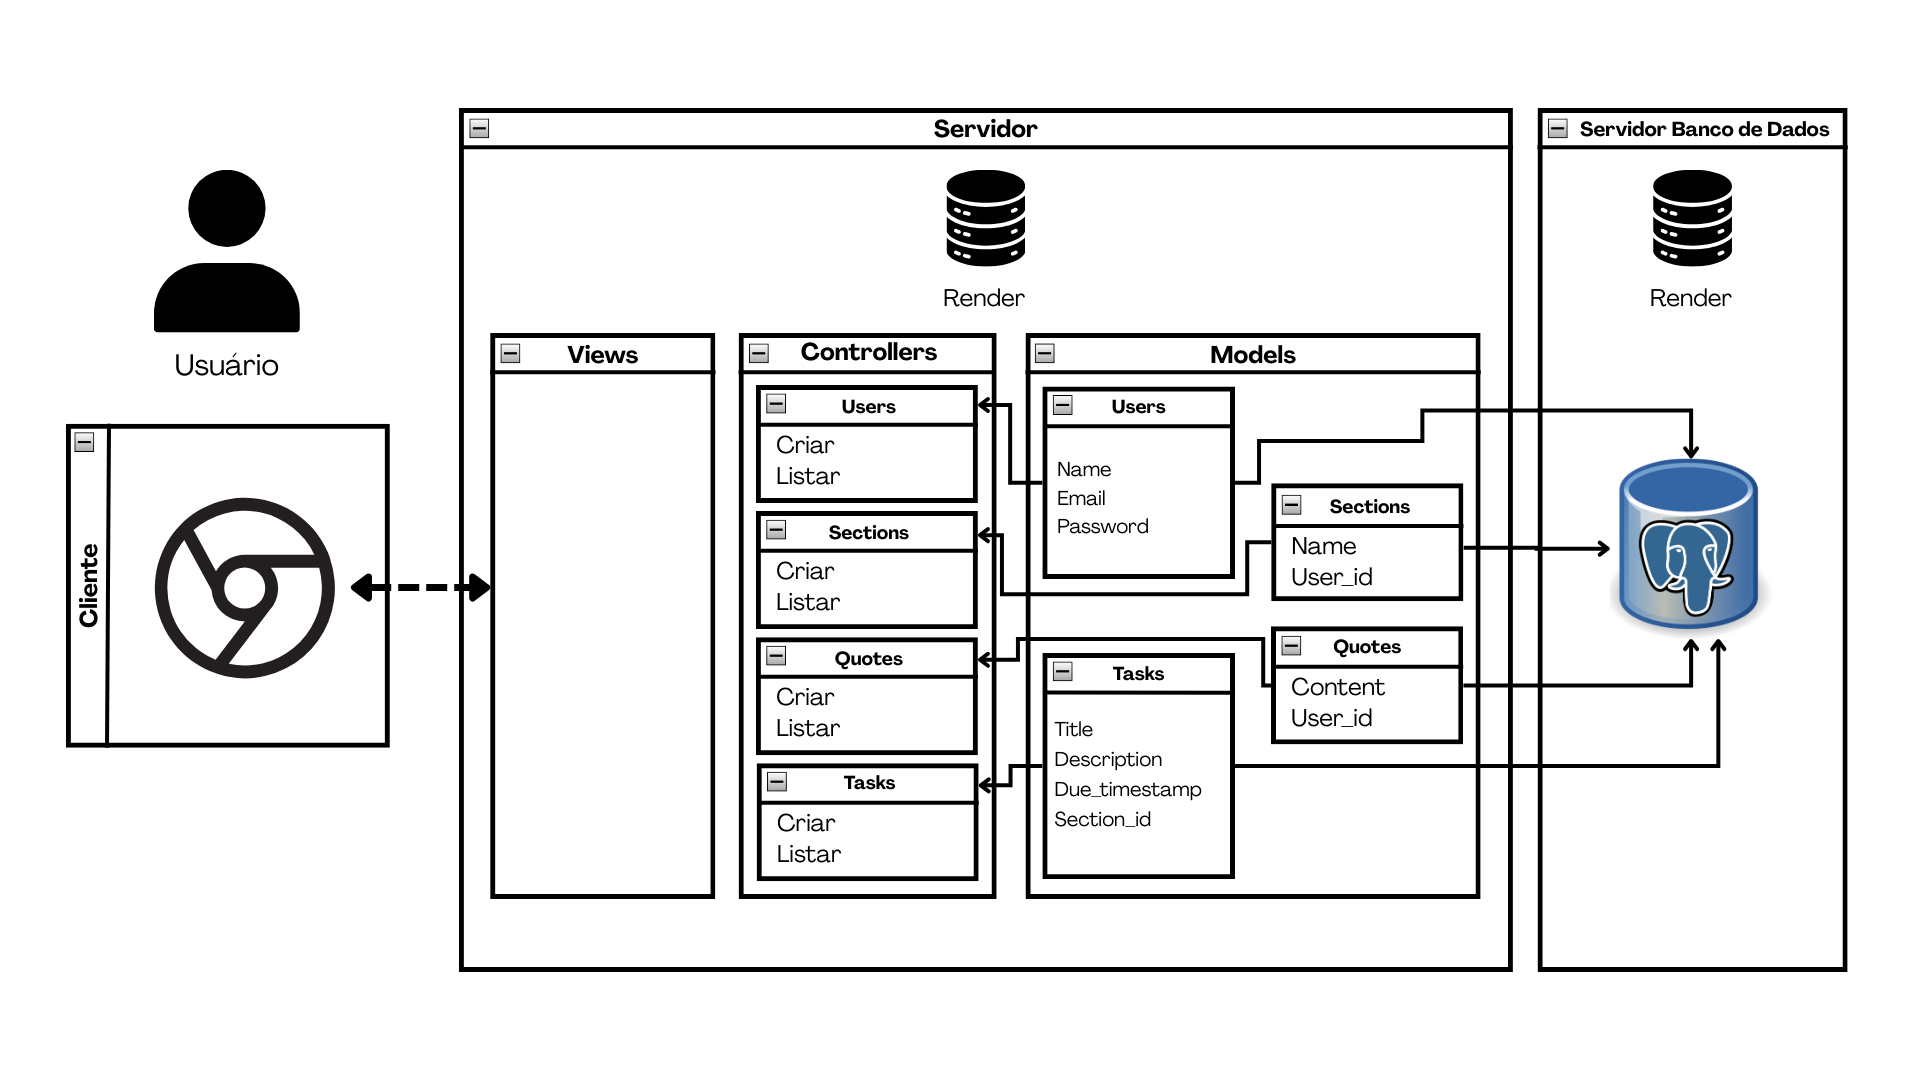 Usuário
Cliente
Servidor
Render
Views
Controllers
Users
Criar
Listar
Sections
Criar
Listar
Quotes
Criar
Listar
Tasks
Criar
Listar
Models
Users
Name
Email
Password
Sections
Name
User_id
Quotes
Content
User_id
Tasks
Title
Description
Due_timestamp
Section_id
Servidor Banco de Dados
Render